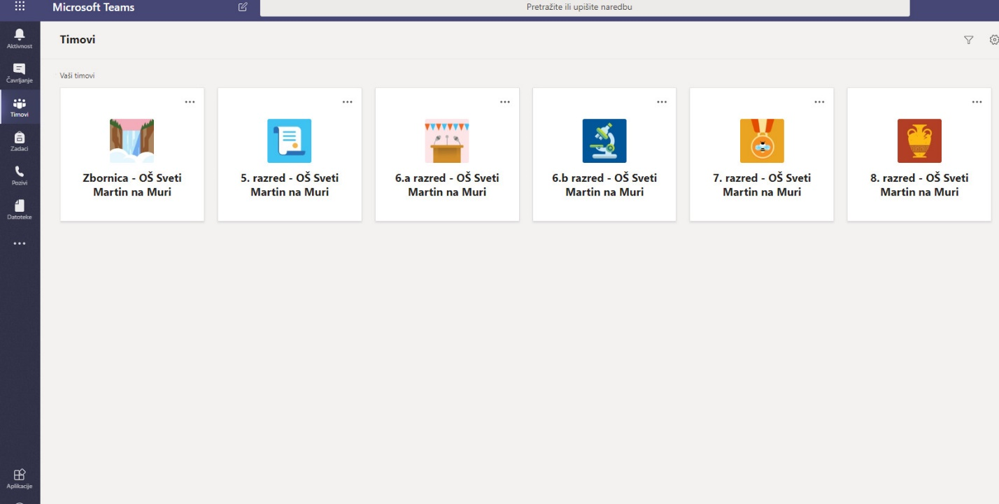 Microsoft Teams
Pretražite ili upišite naredbu
Aktivnost
Čavrljanje
Timovi
Zadaci
Pozivi
Datoteke
Aplikacije
Timovi
Vaši timovi
Zbornica - OŠ Sveti
Martin na Muri
5. razred - OŠ Sveti
Martin na Muri
6.a razred - OŠ Sveti
Martin na Muri
6.b razred - OŠ Sveti
Martin na Muri
7. razred - OŠ Sveti
Martin na Muri
8. razred - OŠ Sveti
Martin na Muri